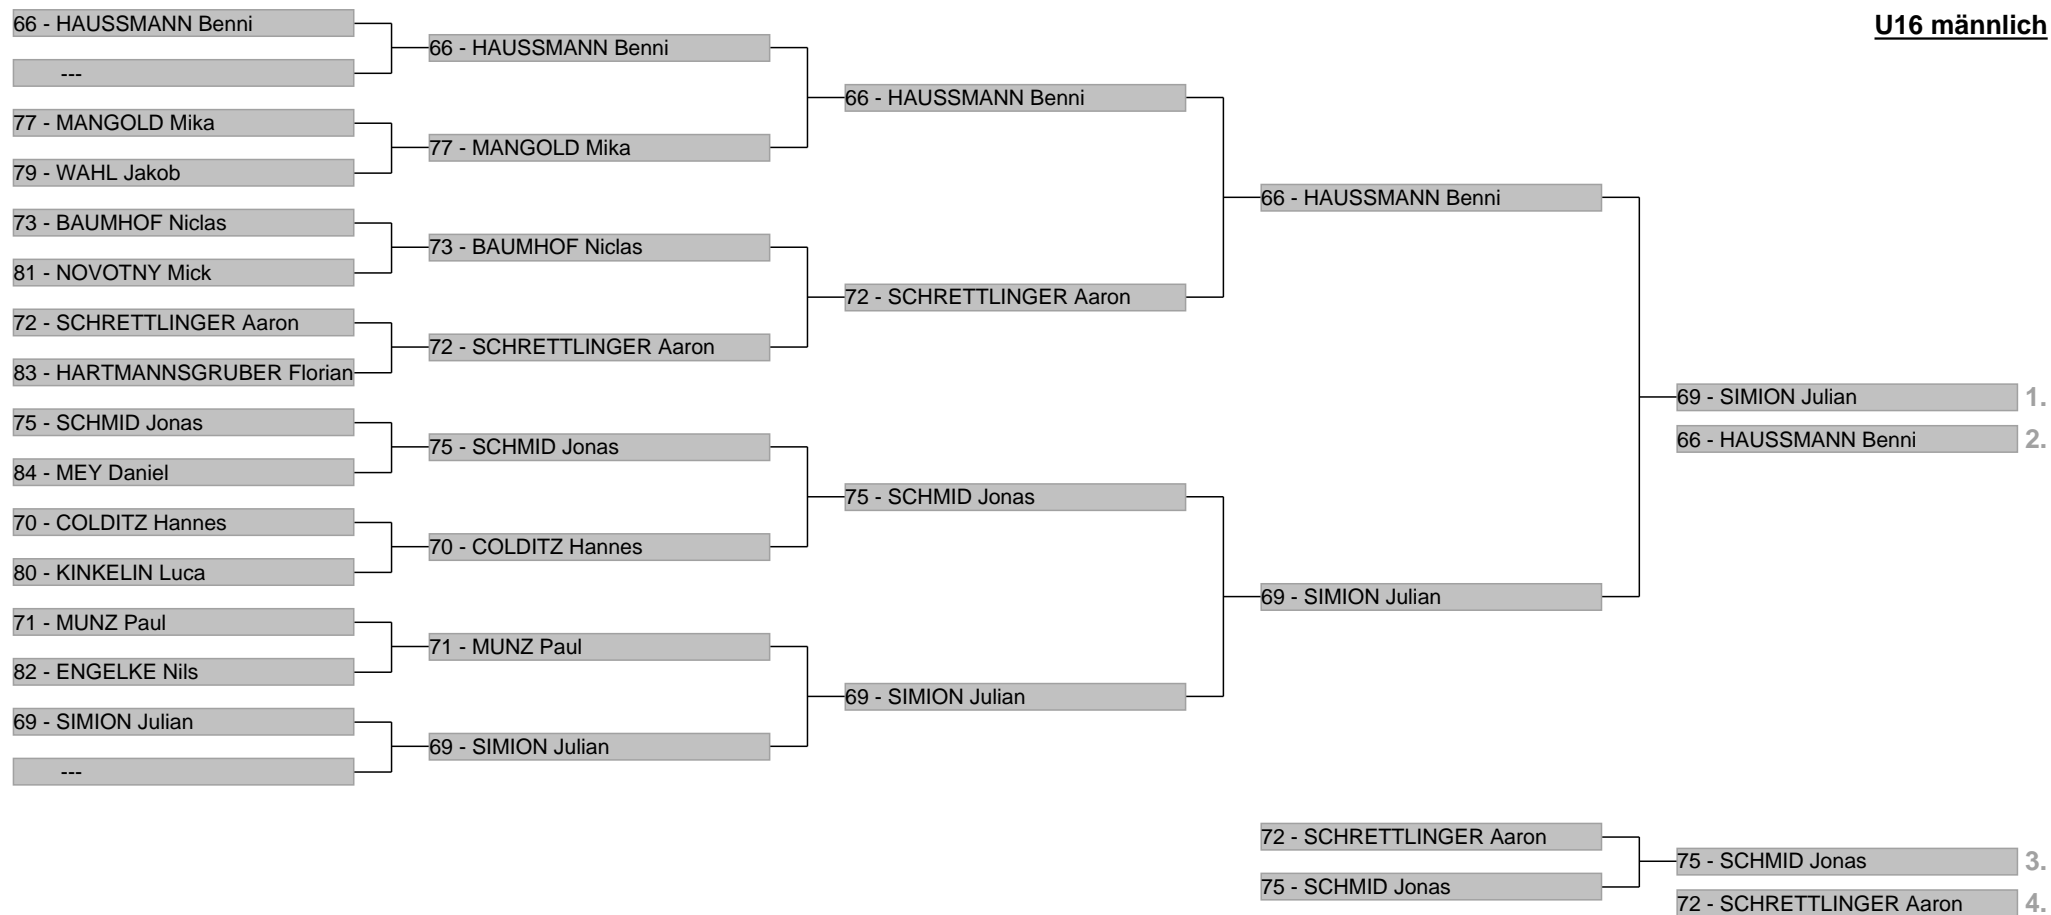 U16 männlich
66 - HAUSSMANN Benni
---
77 - MANGOLD Mika
79 - WAHL Jakob
73 - BAUMHOF Niclas
81 - NOVOTNY Mick
72 - SCHRETTLINGER Aaron
83 - HARTMANNSGRUBER Florian
75 - SCHMID Jonas
84 - MEY Daniel
70 - COLDITZ Hannes
80 - KINKELIN Luca
71 - MUNZ Paul
82 - ENGELKE Nils
69 - SIMION Julian
---
66 - HAUSSMANN Benni
77 - MANGOLD Mika
73 - BAUMHOF Niclas
72 - SCHRETTLINGER Aaron
75 - SCHMID Jonas
70 - COLDITZ Hannes
71 - MUNZ Paul
69 - SIMION Julian
66 - HAUSSMANN Benni
72 - SCHRETTLINGER Aaron
75 - SCHMID Jonas
69 - SIMION Julian
66 - HAUSSMANN Benni
69 - SIMION Julian
69 - SIMION Julian 1.
66 - HAUSSMANN Benni 2.
72 - SCHRETTLINGER Aaron
75 - SCHMID Jonas
75 - SCHMID Jonas 3.
72 - SCHRETTLINGER Aaron 4.